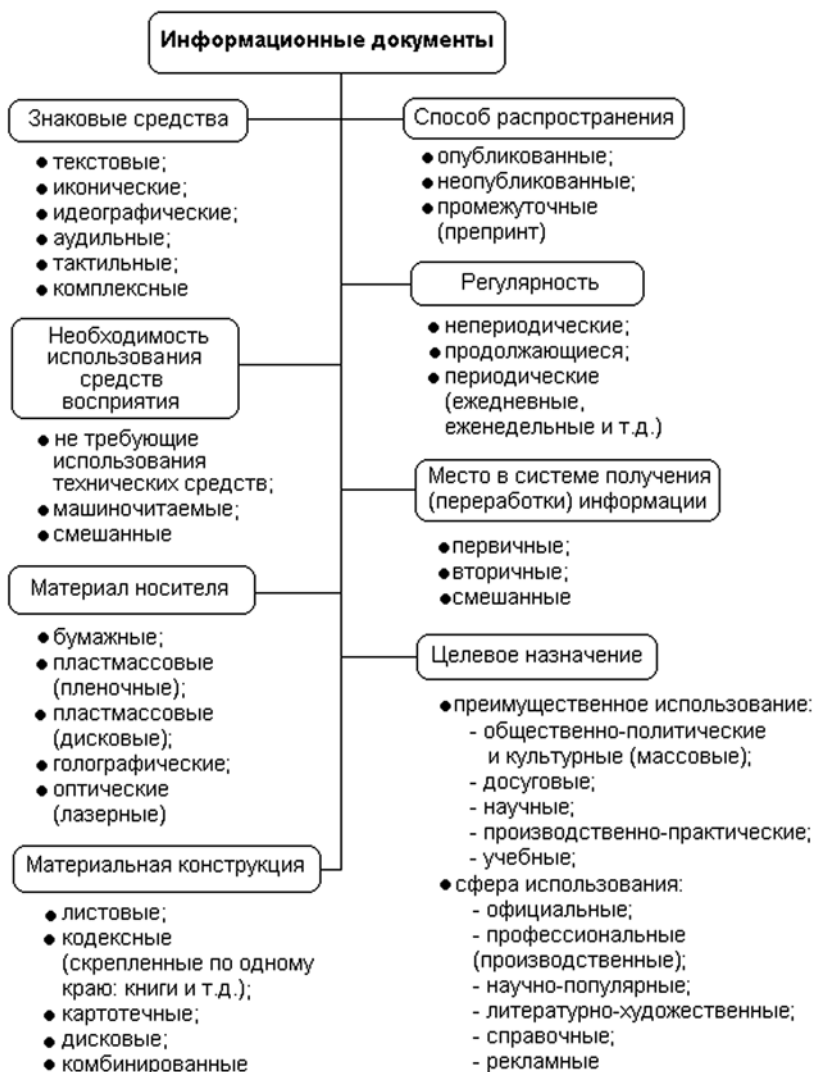 Информационные документы
Знаковые средства
● текстовые;
● иконические;
● идеографические;
● аудильные;
● тактильные;
● комплексные
Необходимость
использования
средств
восприятия
● не требующие
использования
технических средств;
● машиночитаемые;
● смешанные
Материал носителя
● бумажные;
● пластмассовые
(пленочные);
● пластмассовые
(дисковые);
● голографические;
● оптические
(лазерные)
Материальная конструкция
● листовые;
● кодексные
(скрепленные по одному
краю: книги и т.д.);
● картотечные;
● дисковые;
● комбинированные
Способ распространения
● опубликованные;
● неопубликованные;
● промежуточные
(препринт)
Регулярность
● непериодические;
● продолжающиеся;
● периодические
(ежедневные,
еженедельные и т.д.)
Место в системе получения
(переработки) информации
● первичные;
● вторичные;
● смешанные
Целевое назначение
● преимущественное использование:
- общественно-политические
и культурные (массовые);
- досуговые;
- научные;
- производственно-практические;
- учебные;
● сфера использования:
- официальные;
- профессиональные
(производственные);
- научно-популярные;
- литературно-художественные;
- справочные;
- рекламные